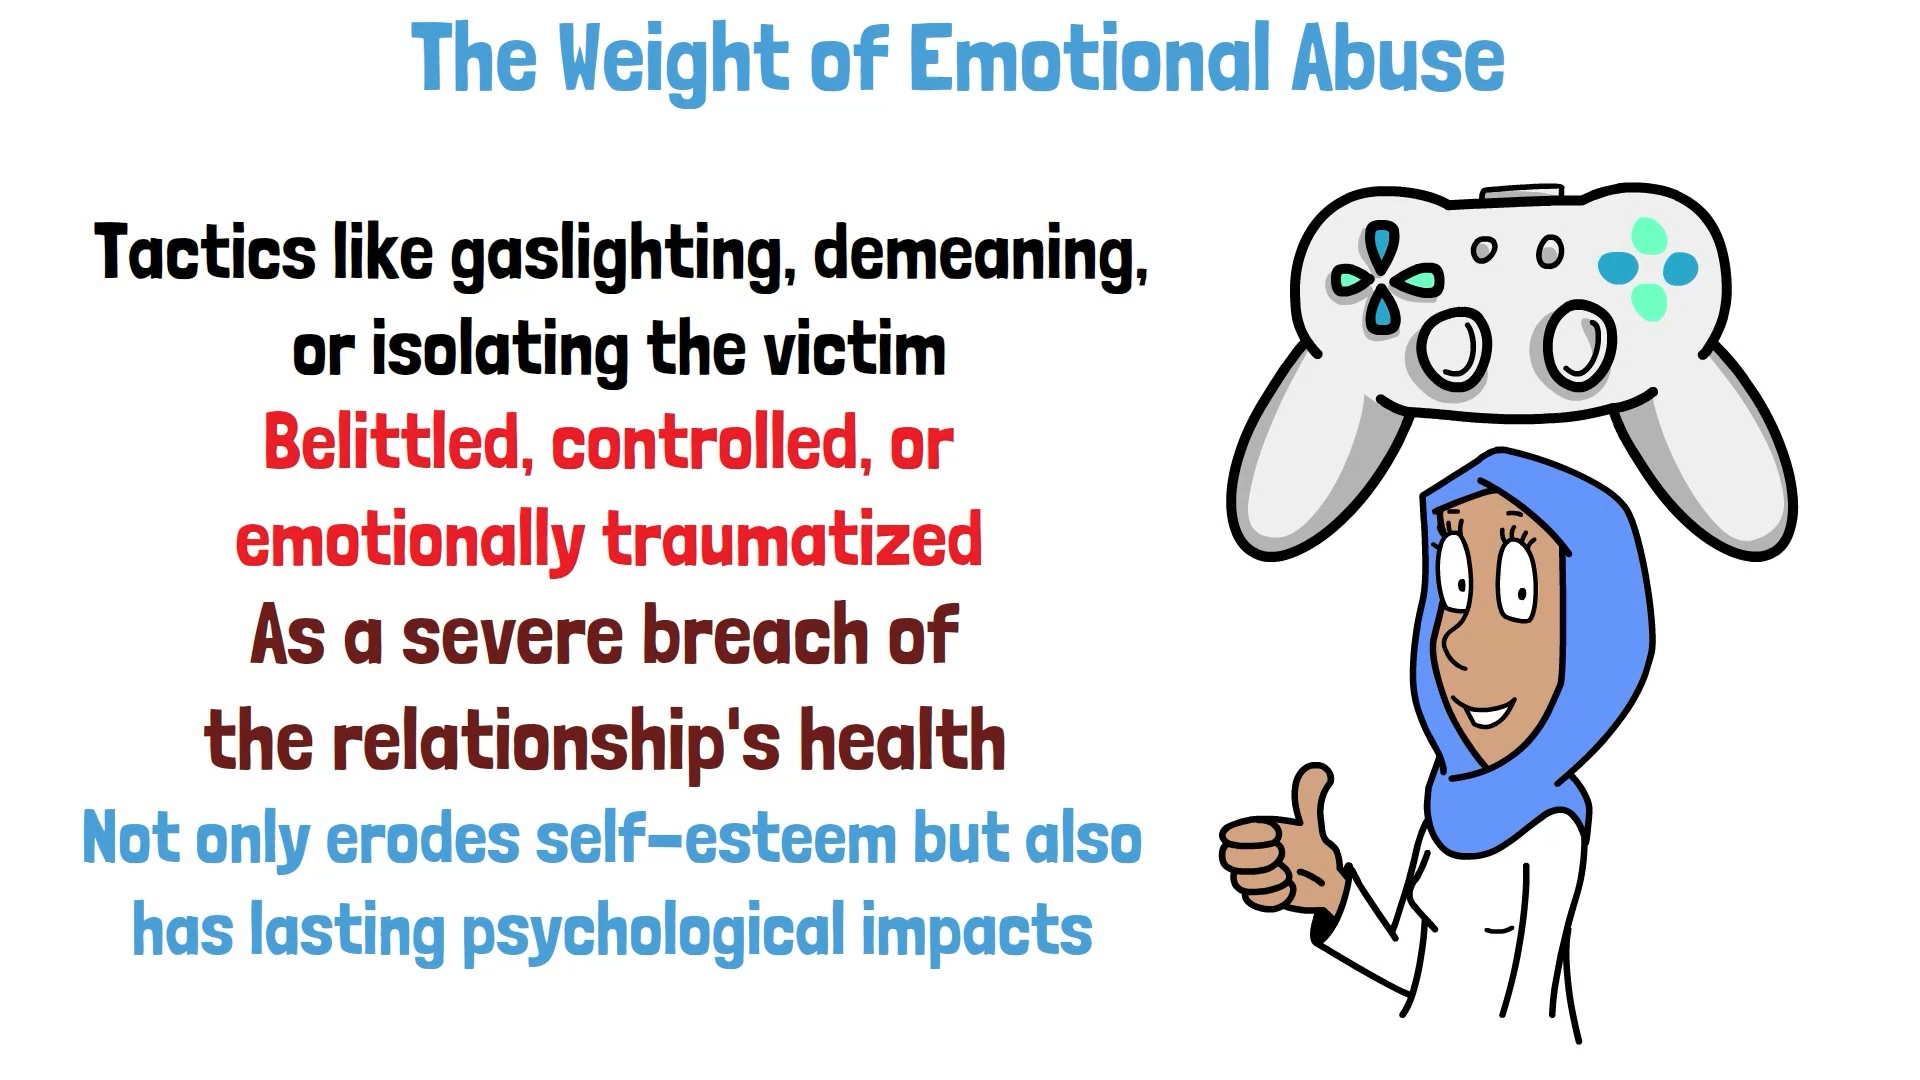 The Weight of Emotional Abuse
Tactics like gaslighting, demeaning,
or isolating the victim
Belittled, controlled, or
emotionally traumatized
As a severe breach of
the relationship's health
Not only erodes self-esteem but also
has lasting psychological impacts